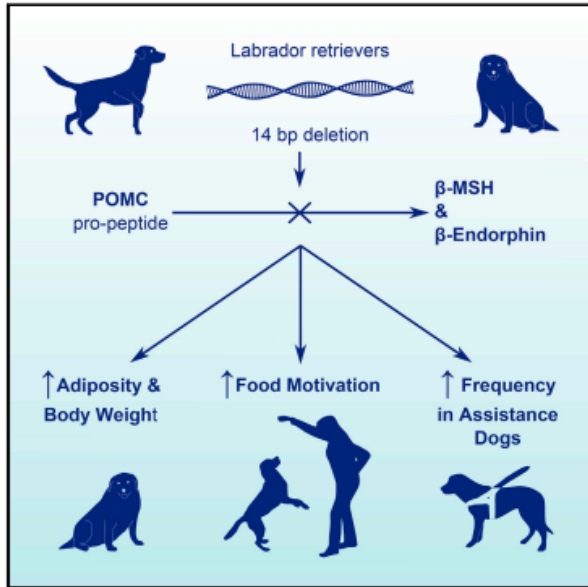 Labrador retrievers
14 bp deletion
POMC
pro-peptide
β-MSH
&
β-Endorphin
↑Adiposity &
Body Weight
↑Food Motivation
↑ Frequency
in Assistance
Dogs